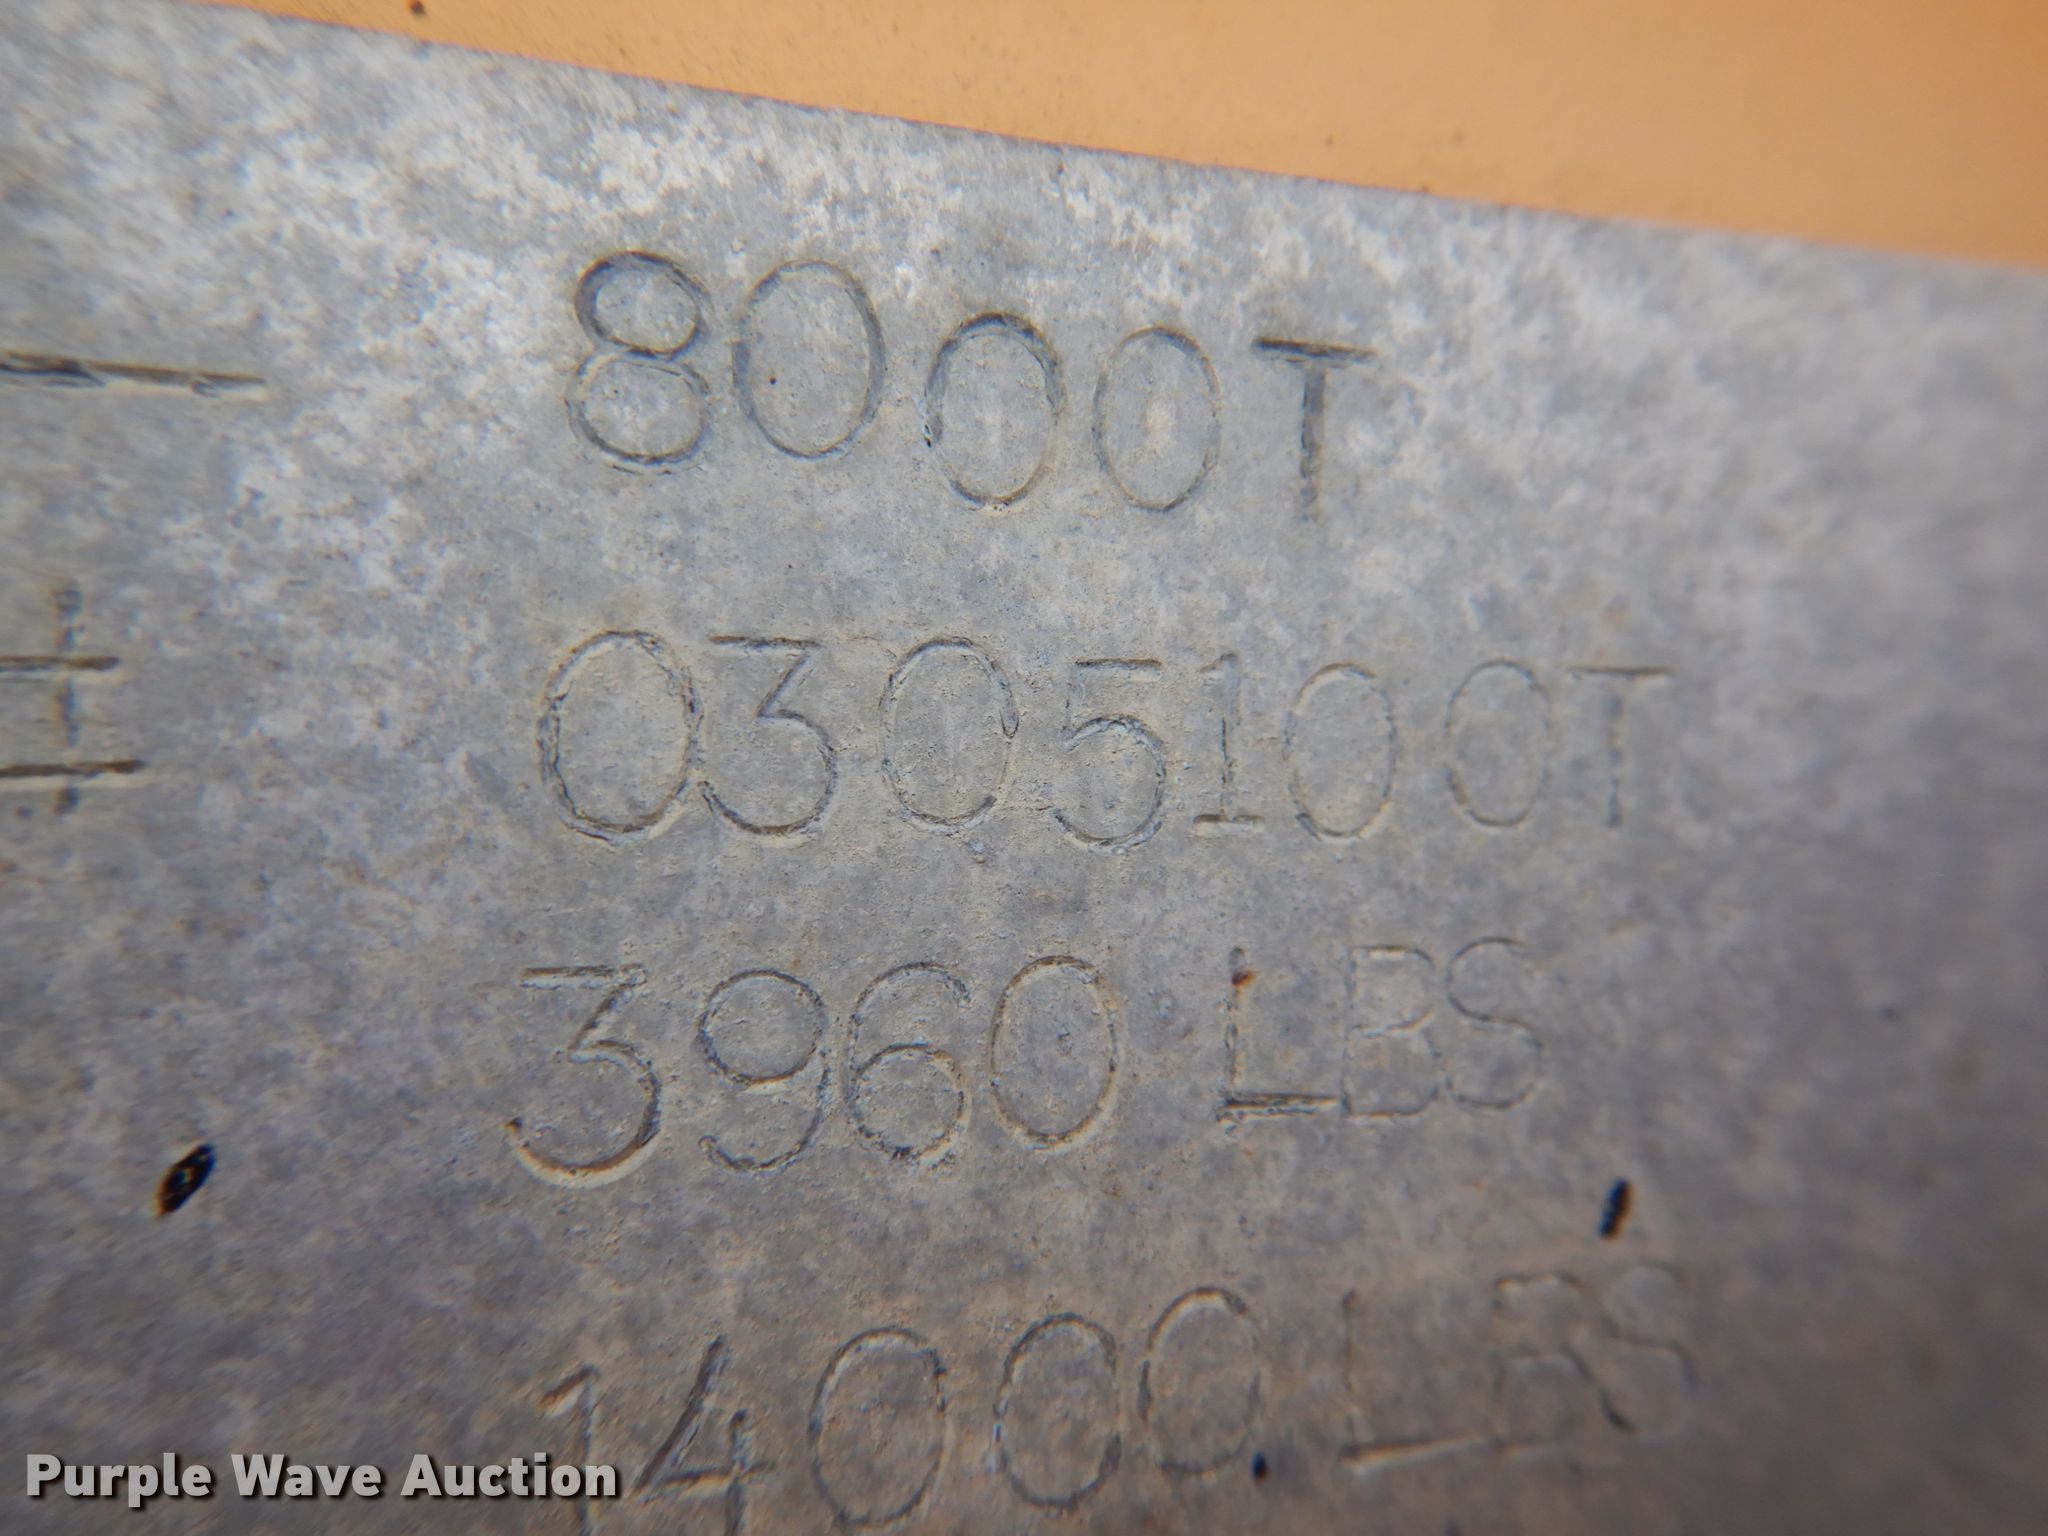 8000T
0305100T
3960 LBS
14000 LBS
Purple Wave Auction